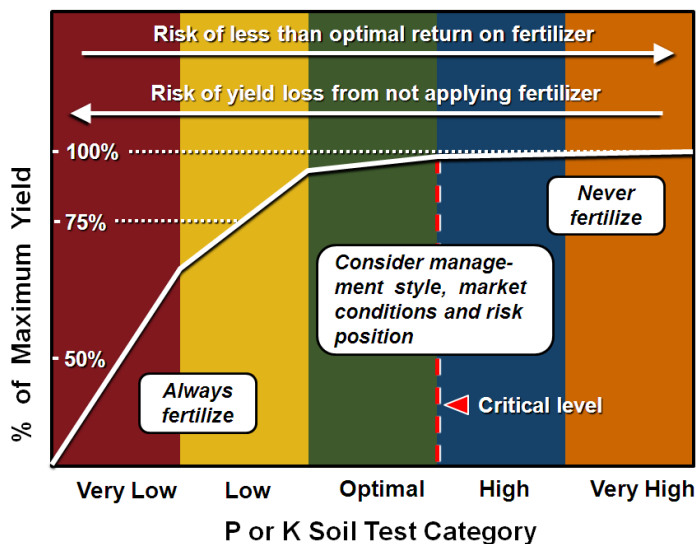 Risk of less than optimal return on fertilizer
Risk of yield loss from not applying fertilizer
% of Maximum Yield
100%
75%
50%
Never
fertilize
Consider manage-
ment style, market
conditions and risk
position
Always
fertilize
Critical level
Very Low
Low
Optimal
High
Very High
P or K Soil Test Category